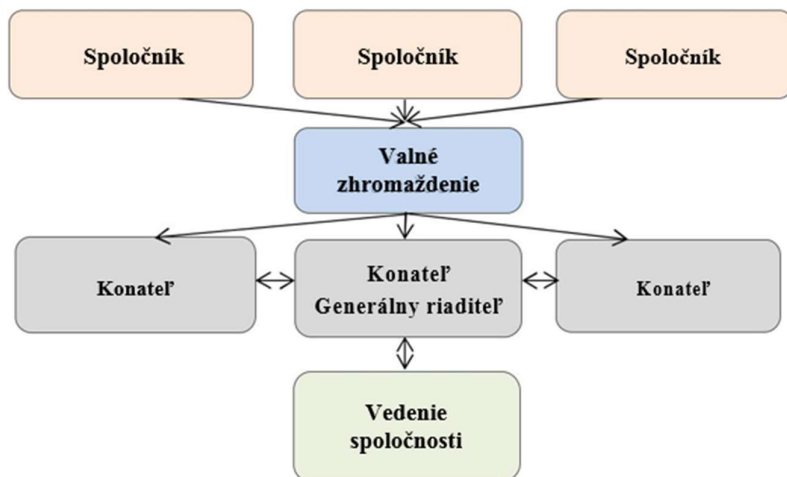 Spoločník
Spoločník
Spoločník
Valné
zhromaždenie
Konateľ
Konateľ
Generálny riaditeľ
Konateľ
Vedenie
spoločnosti